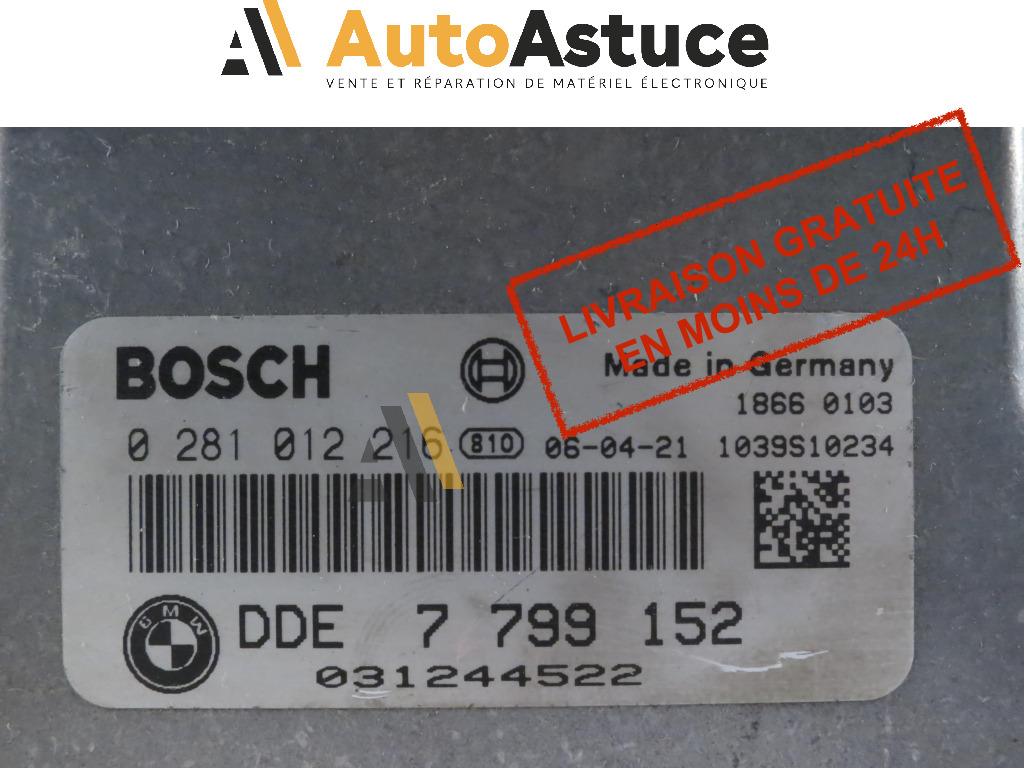 AutoAstuce
VENTE ET RÉPARATION DE MATÉRIEL ÉLECTRONIQUE
LIVRAISON GRATUITE
EN MOINS DE 24H
BOSCH
Made in Germany
1866 0103
0 281 012 216 810 06-04-21 1039S10234
BMW
DDE 7 799 152
031244522